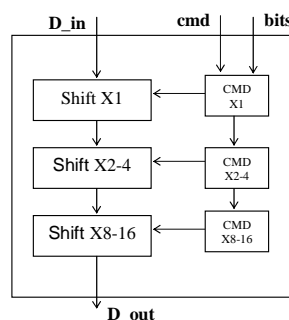 D_in cmd bits
Shift X1
CMD
X1
Shift X2-4
CMD
X2-4
Shift X8-16
CMD
X8-16
D_out